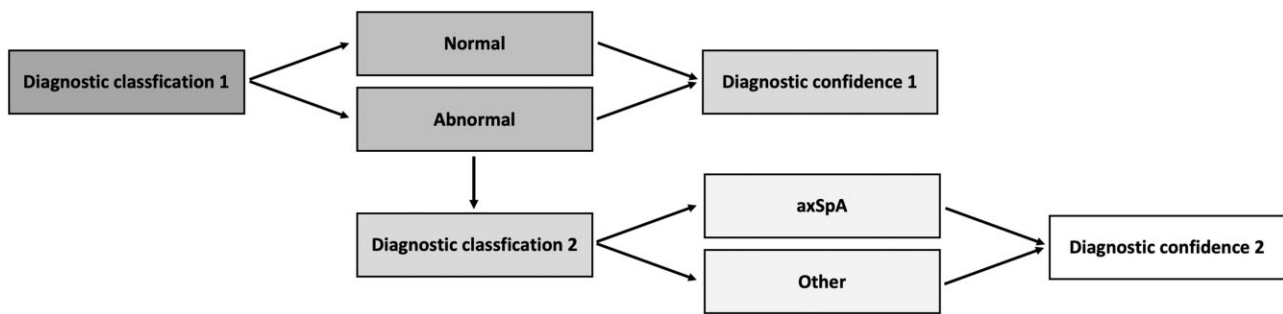 Normal
Diagnostic classfication 1
Diagnostic confidence 1
Abnormal
axSpA
Diagnostic classfication 2
Diagnostic confidence 2
Other